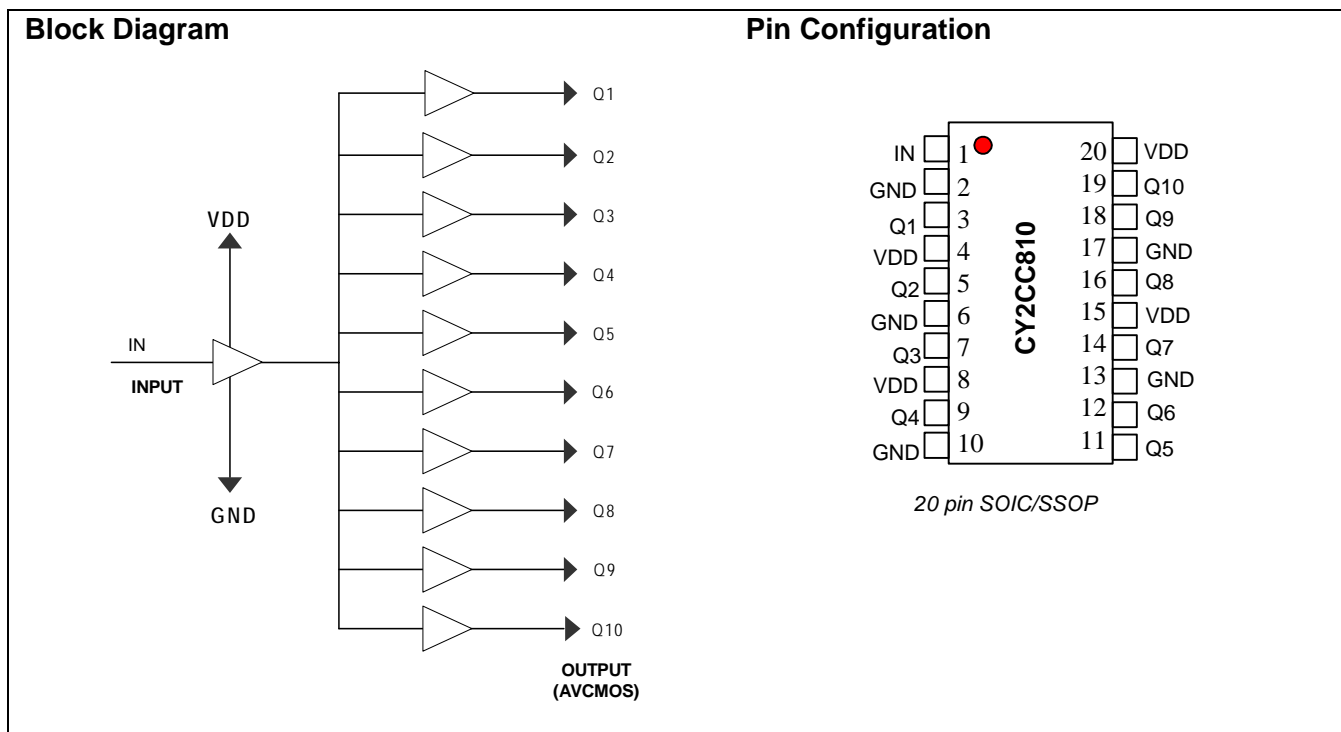 Block Diagram
Q1
Q2
Q3
VDD
Q4
Q5
IN
INPUT
Q6
Q7
Q8
GND
Q9
Q10
OUTPUT
(AVCMOS)
Pin Configuration
IN 1 20 VDD
GND 2 19 Q10
Q1 3 18 Q9
VDD 4 17 GND
Q2 5 16 Q8
GND 6 15 VDD
Q3 7 14 Q7
VDD 8 13 GND
Q4 9 12 Q6
GND 10 11 Q5
CY2CC810
20 pin SOIC/SSOP